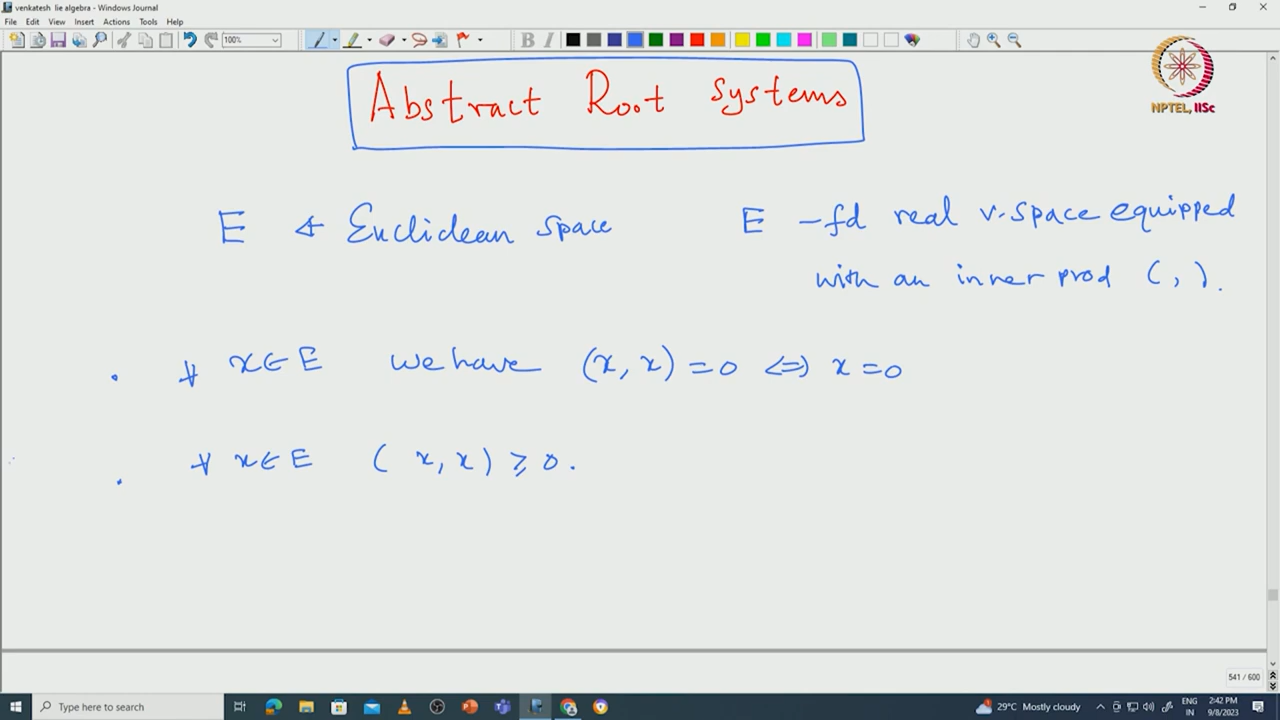 venkatesh lie algebra - Windows Journal
File Edit View Insert Actions Tools Help
100%
B I
NPTEL, IISc
Abstract Root Systems
E Euclidean space
E - fd real v. space equipped
with an inner prod ( , ).
. ∀ x ∈ E we have (x, x) = 0 <=> x = 0
. ∀ x ∈ E ( x, x) ≥ 0.
541 / 600
Type here to search
29°C Mostly cloudy
ENG
IN
2:42 PM
9/8/2023